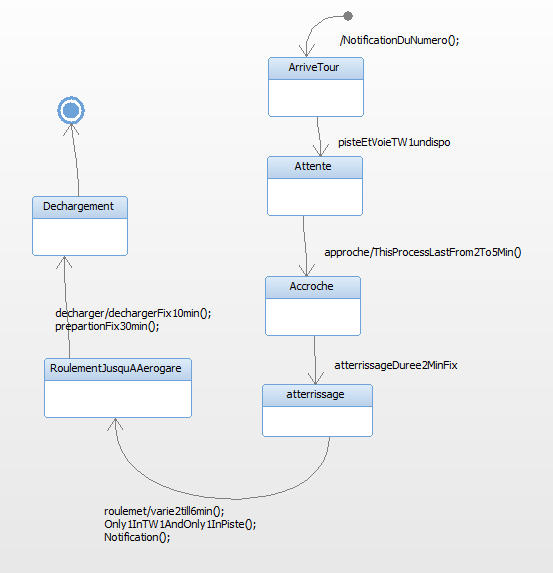 /NotificationDuNumero();
ArriveTour
pisteEtVoieTW1undispo
Attente
approche/ThisProcessLastFrom2To5Min()
Accroche
atterrissageDuree2MinFix
atterrissage
roulemet/varie2till6min();
Only1InTW1AndOnly1InPiste();
Notification();
RoulementJusquAAerogare
decharger/dechargerFix10min();
prepartionFix30min();
Dechargement